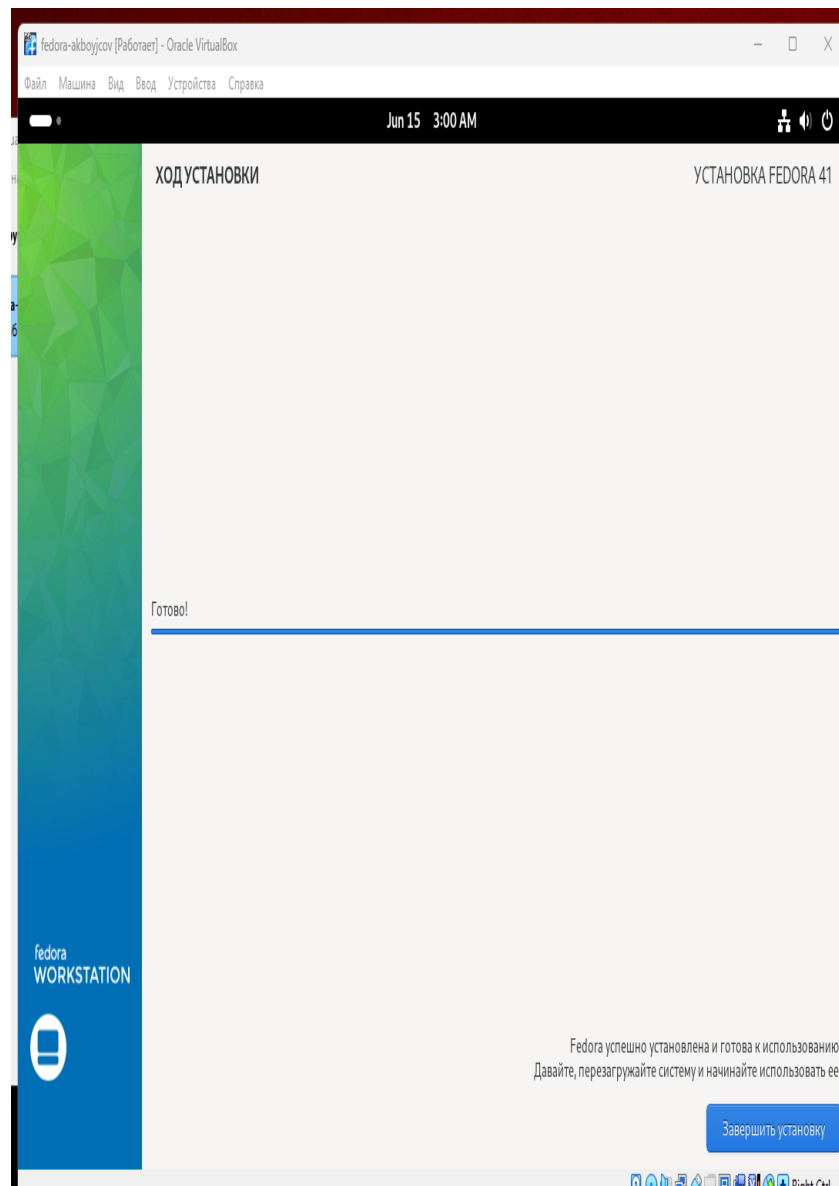 fedora-akboyjcov [Работает] - Oracle VirtualBox
Файл Машина Вид Ввод Устройства Справка
Jun 15 3:00 AM
ХОД УСТАНОВКИ
УСТАНОВКА FEDORA 41
Готово!
fedora
WORKSTATION
Fedora успешно установлена и готова к использованию
Давайте, перезагружайте систему и начинайте использовать ее
Завершить установку
Right Ctrl